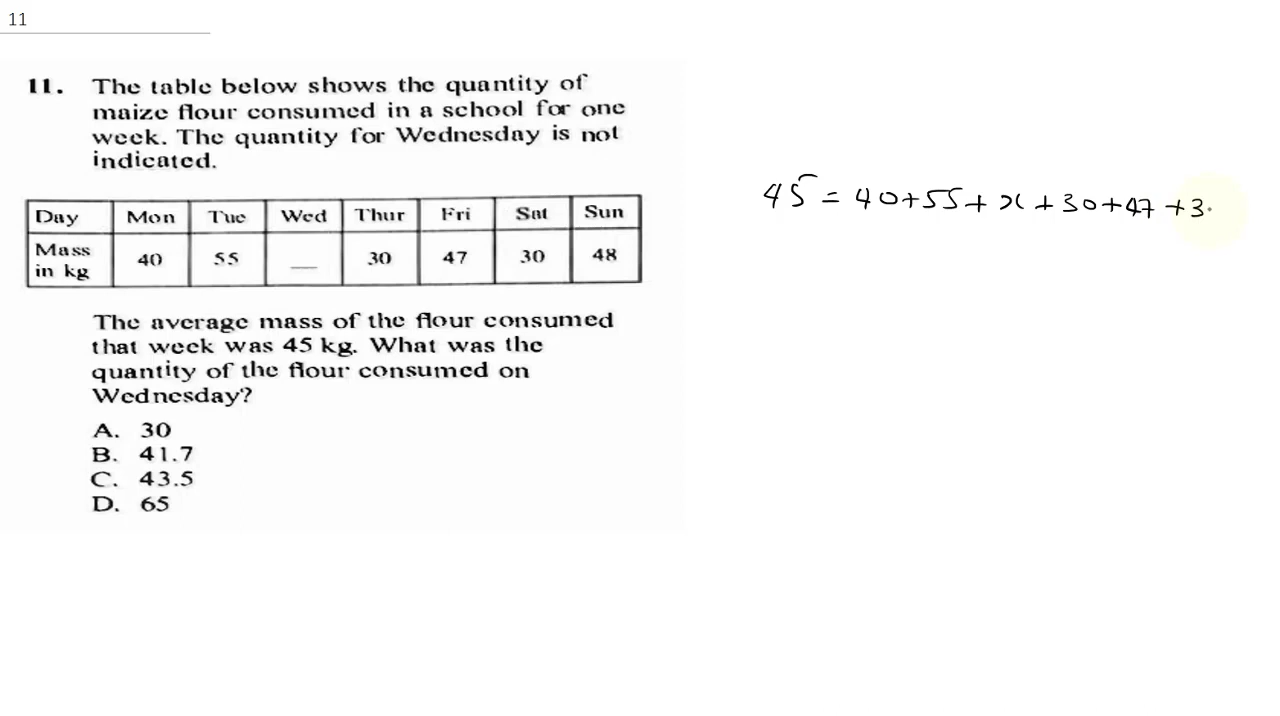 11
11. The table below shows the quantity of
maize flour consumed in a school for one
week. The quantity for Wednesday is not
indicated.
Day Mon Tue Wed Thur Fri Sat Sun
Mass in kg 40 55 __ 30 47 30 48
The average mass of the flour consumed
that week was 45 kg. What was the
quantity of the flour consumed on
Wednesday?
A. 30
B. 41.7
C. 43.5
D. 65
45 = 40+55+x+30+47+3